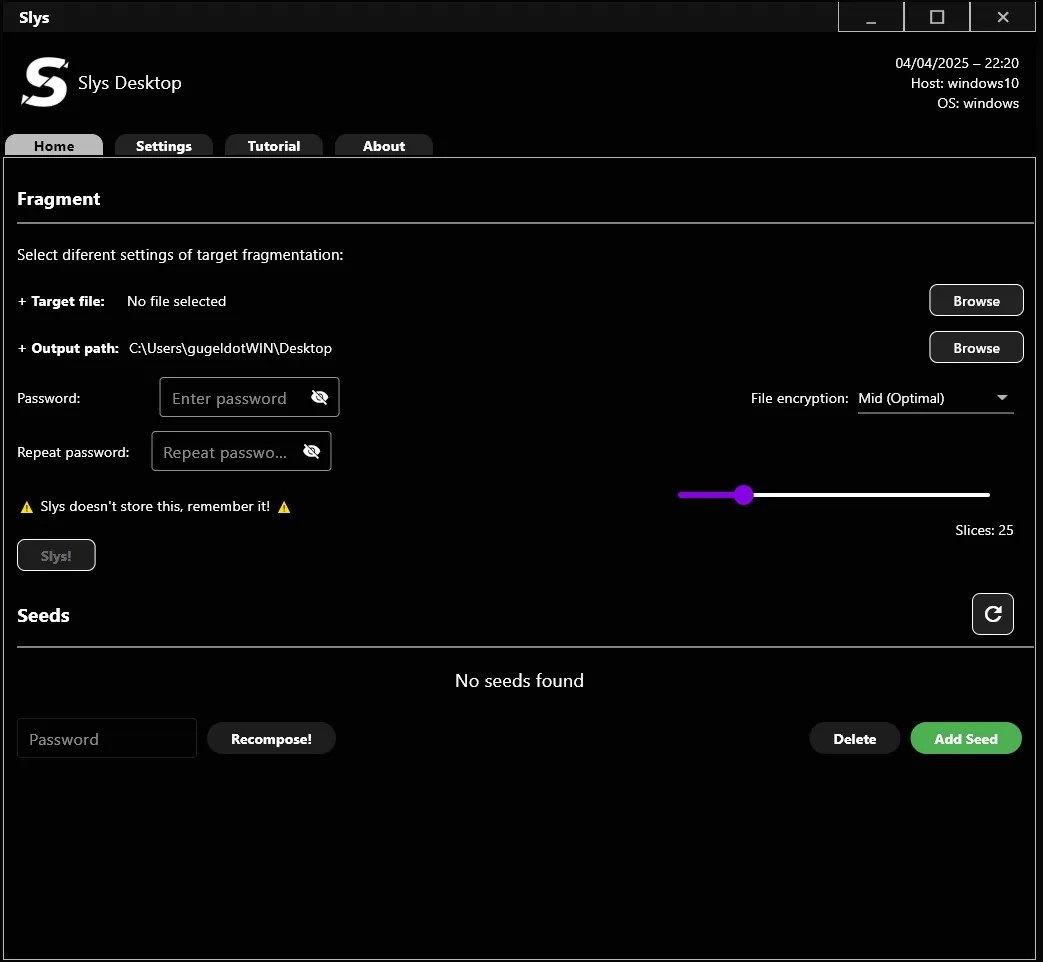 Slys
Slys Desktop
04/04/2025 – 22:20
Host: windows10
OS: windows
Home Settings Tutorial About
Fragment
Select diferent settings of target fragmentation:
+ Target file: No file selected Browse
+ Output path: C:\Users\gugeldotWIN\Desktop Browse
Password: Enter password File encryption: Mid (Optimal)
Repeat password: Repeat passwo...
⚠ Slys doesn't store this, remember it! ⚠
Slices: 25
Slys!
Seeds
No seeds found
Password Recompose! Delete Add Seed